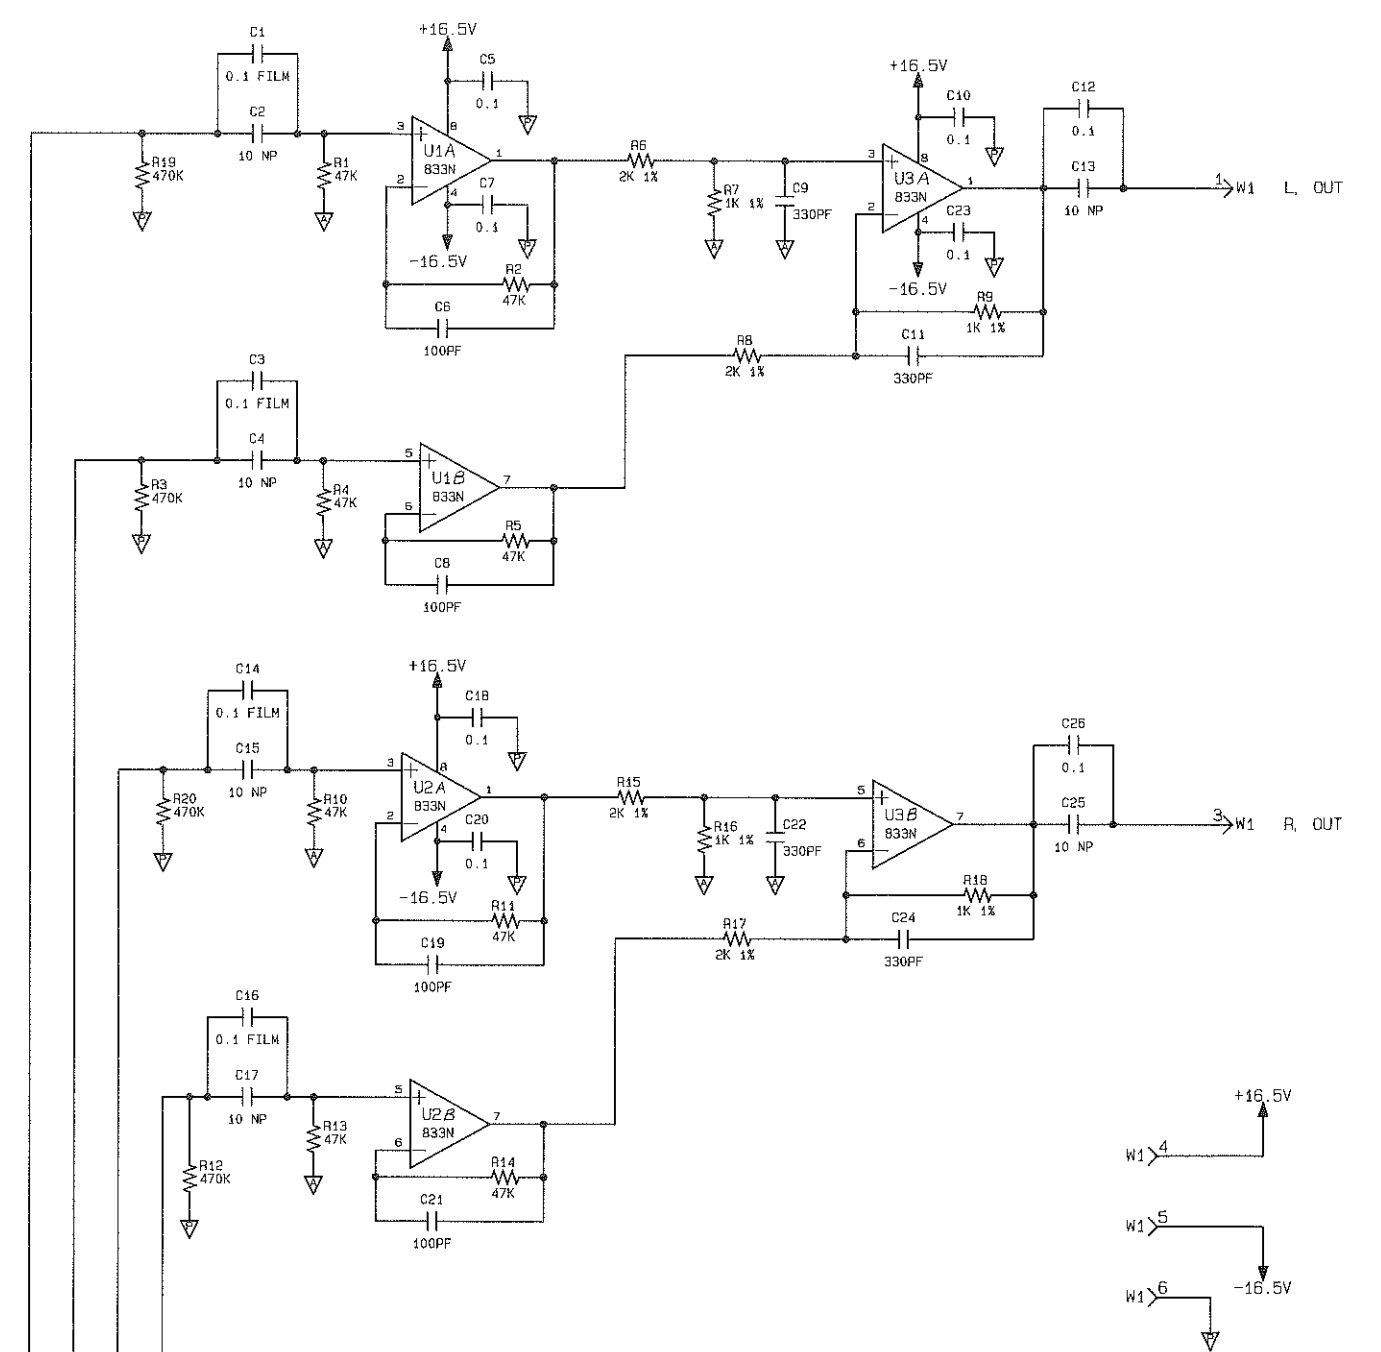 C1
0.1 FILM
C2
10 NP
R19
470K
P
R1
47K
A
+16.5V
C5
0.1
P
3
8
U1A
833N
1
2
4
C7
0.1
P
-16.5V
R2
47K
C6
100PF
R6
2K 1%
R7
1K 1%
A
C9
330PF
A
+16.5V
C10
0.1
P
3
8
U3A
833N
1
2
4
C23
0.1
P
-16.5V
R9
1K 1%
C11
330PF
R8
2K 1%
C12
0.1
C13
10 NP
1
W1 L, OUT
C3
0.1 FILM
C4
10 NP
R3
470K
P
R4
47K
A
5
U1B
833N
7
6
R5
47K
C8
100PF
C14
0.1 FILM
C15
10 NP
R20
470K
P
R10
47K
A
+16.5V
C18
0.1
P
3
8
U2A
833N
1
2
4
C20
0.1
P
-16.5V
R11
47K
C19
100PF
R15
2K 1%
R16
1K 1%
A
C22
330PF
A
5
U3B
833N
7
6
R18
1K 1%
C24
330PF
R17
2K 1%
C26
0.1
C25
10 NP
3
W1 R, OUT
C16
0.1 FILM
C17
10 NP
R12
470K
P
R13
47K
A
5
U2B
833N
7
6
R14
47K
C21
100PF
+16.5V
W1 4
W1 5
-16.5V
W1 6
P